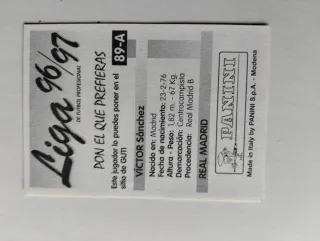 Liga 96/97
DE FUTBOL PROFESIONAL
PON EL QUE PREFIERAS
Este jugador lo puedes poner en el
sitio de GUTI
89-A
VÍCTOR Sánchez
Nacido en: Madrid
Fecha de nacimiento: 23-2-76
Altura - Peso: 1,82 m. - 67 Kg.
Demarcación: Centrocampista
Procedencia: Real Madrid B
REAL MADRID
PANINI
Made in Italy by PANINI S.p.A. - Modena